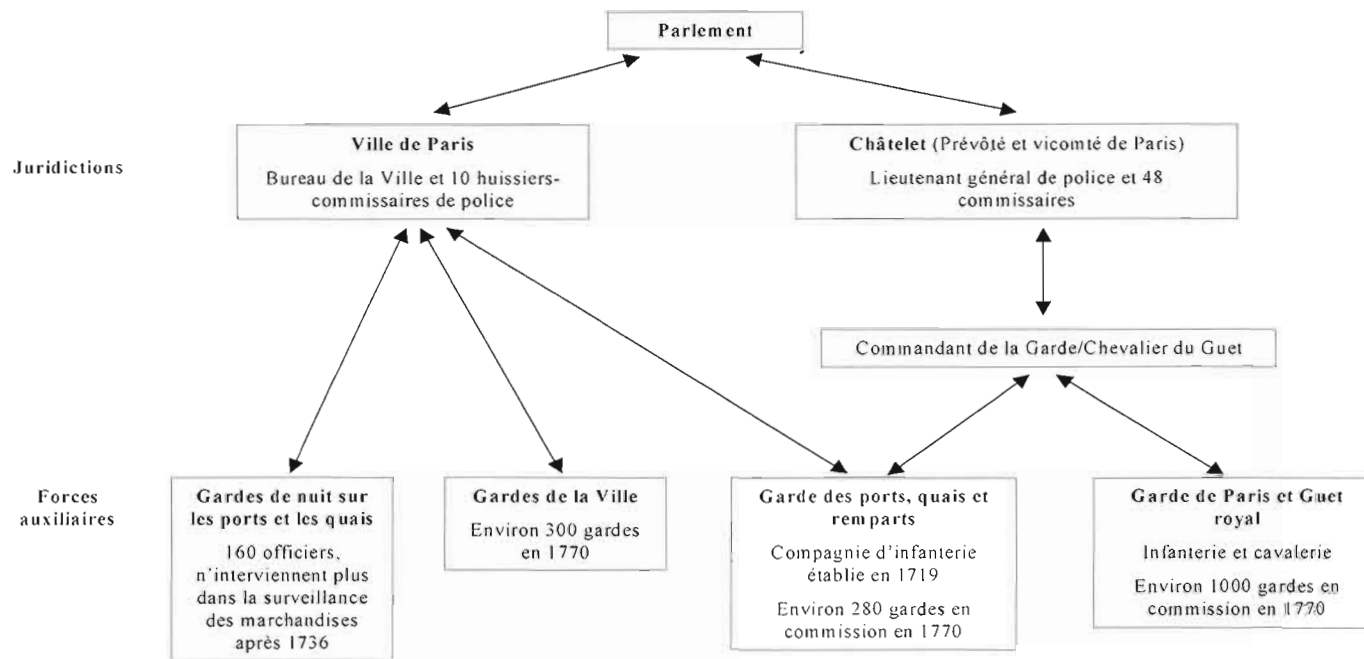 Parlement
Juridictions
Ville de Paris
Bureau de la Ville et 10 huissiers-
commissaires de police
Châtelet (Prévôté et vicomté de Paris)
Lieutenant général de police et 48
commissaires
Commandant de la Garde/Chevalier du Guet
Forces
auxiliaires
Gardes de nuit sur
les ports et les quais
160 officiers,
n'interviennent plus
dans la surveillance
des marchandises
après 1736
Gardes de la Ville
Environ 300 gardes
en 1770
Garde des ports, quais et
remparts
Compagnie d'infanterie
établie en 1719
Environ 280 gardes en
commission en 1770
Garde de Paris et Guet
royal
Infanterie et cavalerie
Environ 1000 gardes en
commission en 1770